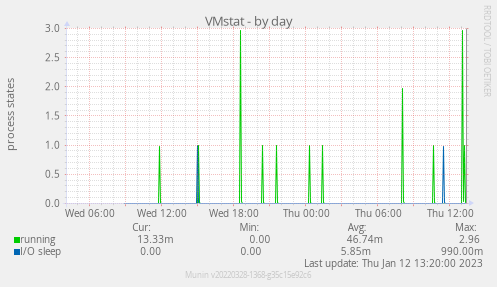 VMstat - by day
RRDTOOL / TOBI OETIKER
process states
3.0
2.5
2.0
1.5
1.0
0.5
0.0
Wed 06:00 Wed 12:00 Wed 18:00 Thu 00:00 Thu 06:00 Thu 12:00
Cur: Min: Avg: Max:
running 13.33m 0.00 46.74m 2.96
I/O sleep 0.00 0.00 5.85m 990.00m
Last update: Thu Jan 12 13:20:00 2023
Munin v20220328-1368-g35c15e92c6